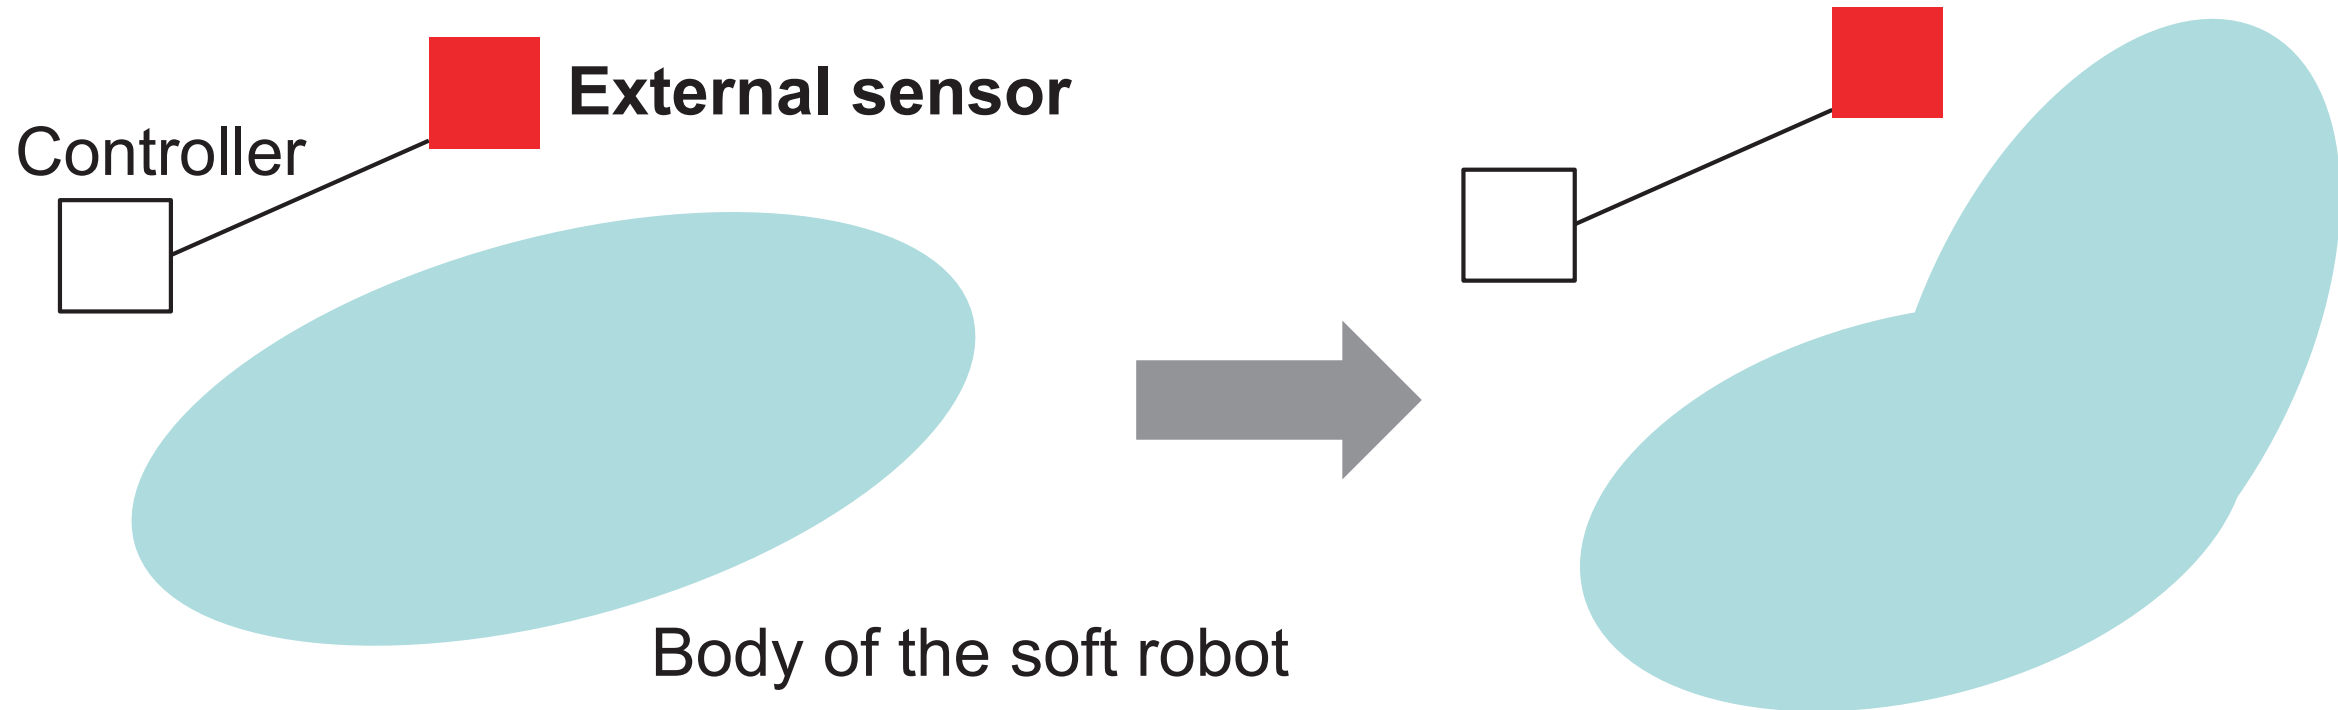 External sensor
Controller
Body of the soft robot